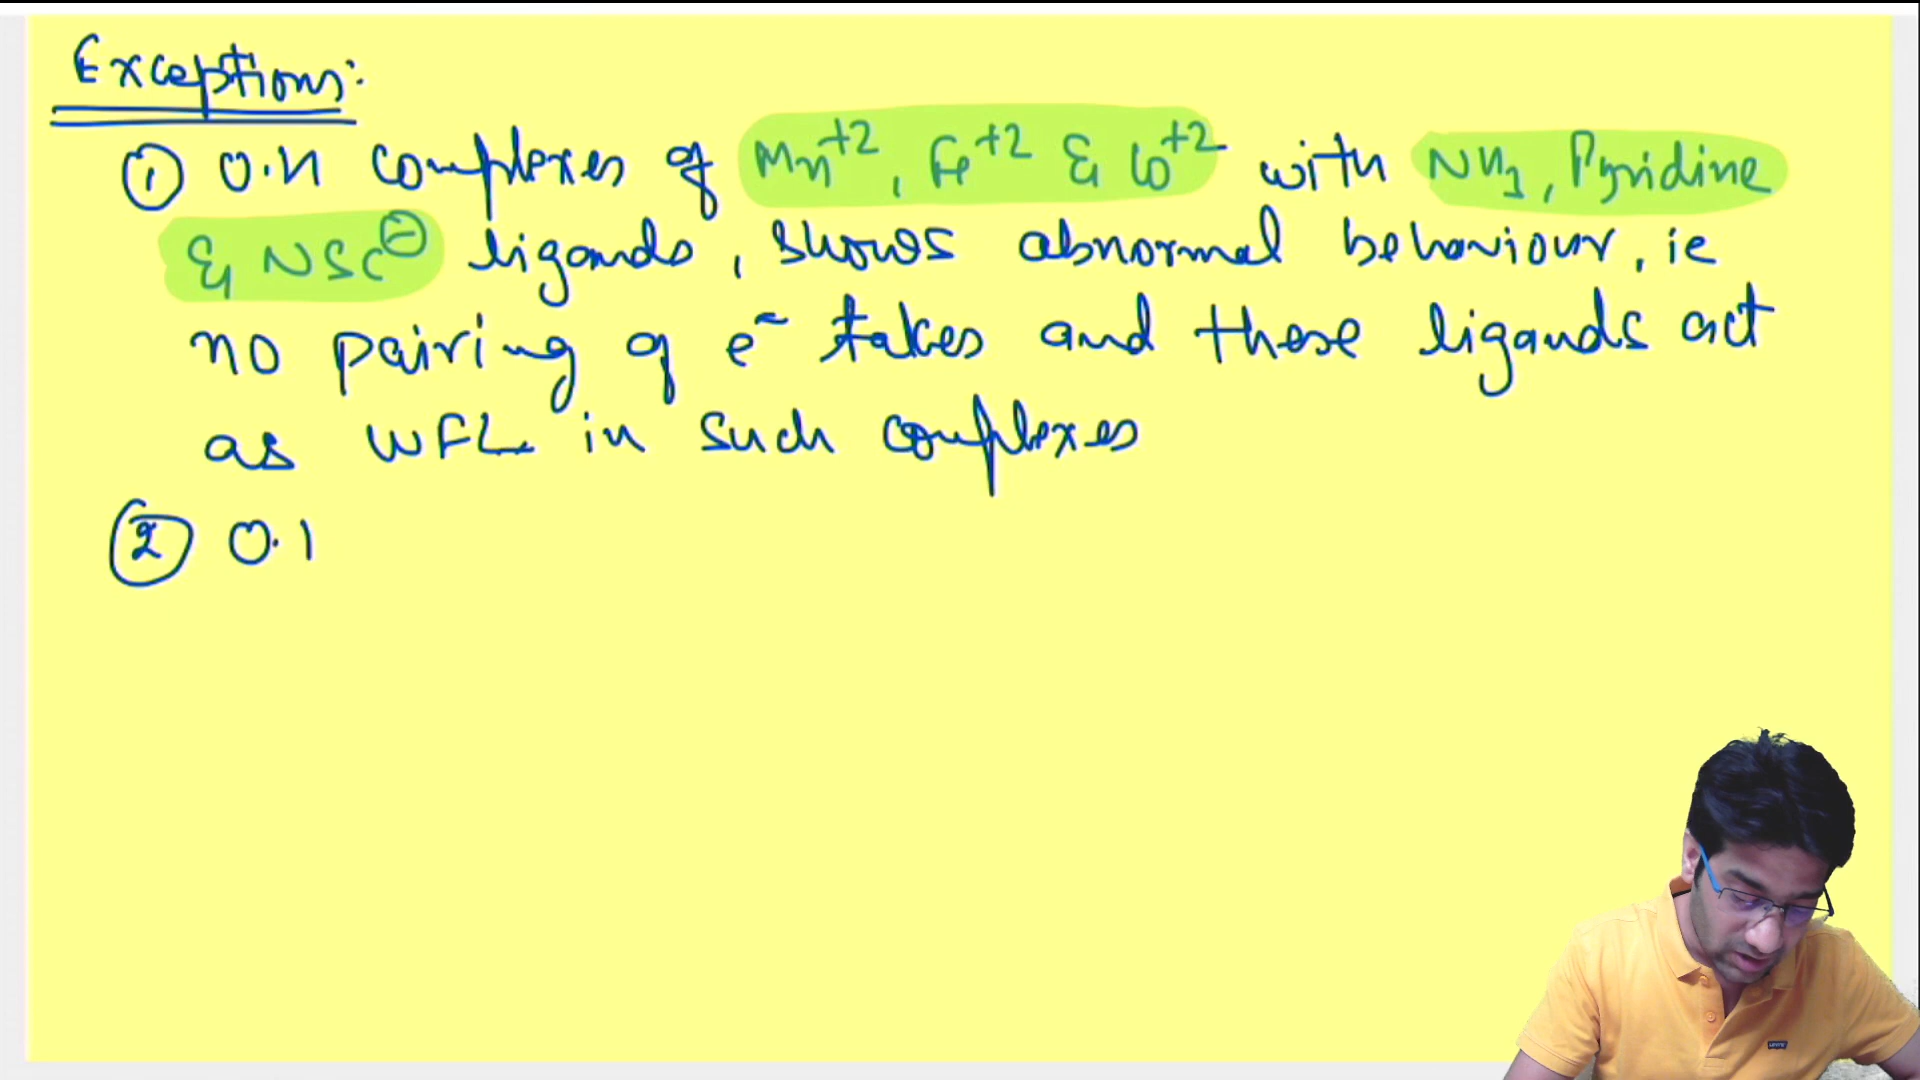 Exceptions:
① O.H complexes of Mn⁺², Fe⁺² & Co⁺² with NH₃, Pyridine
& NSC⊖ ligands, shows abnormal behaviour, ie
no pairing of e⁻ takes and these ligands act
as WFL in such complexes
② O.